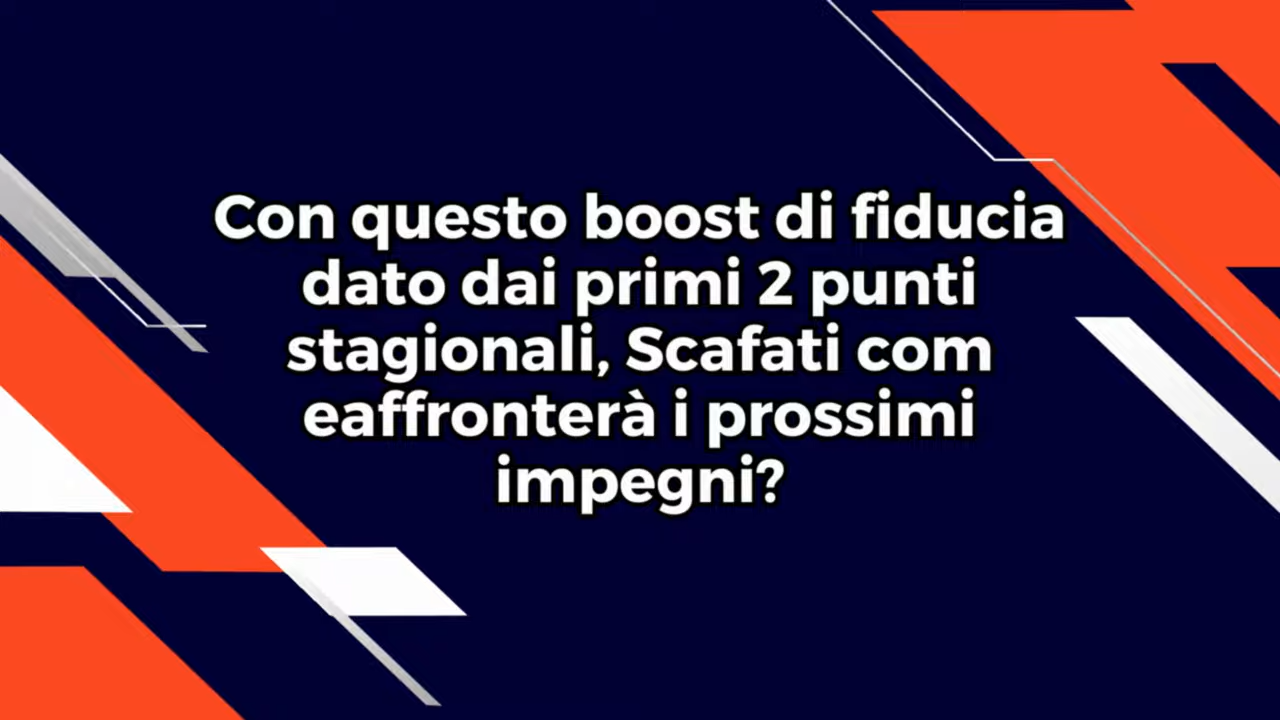 Con questo boost di fiducia
dato dai primi 2 punti
stagionali, Scafati com
eaffronterà i prossimi
impegni?